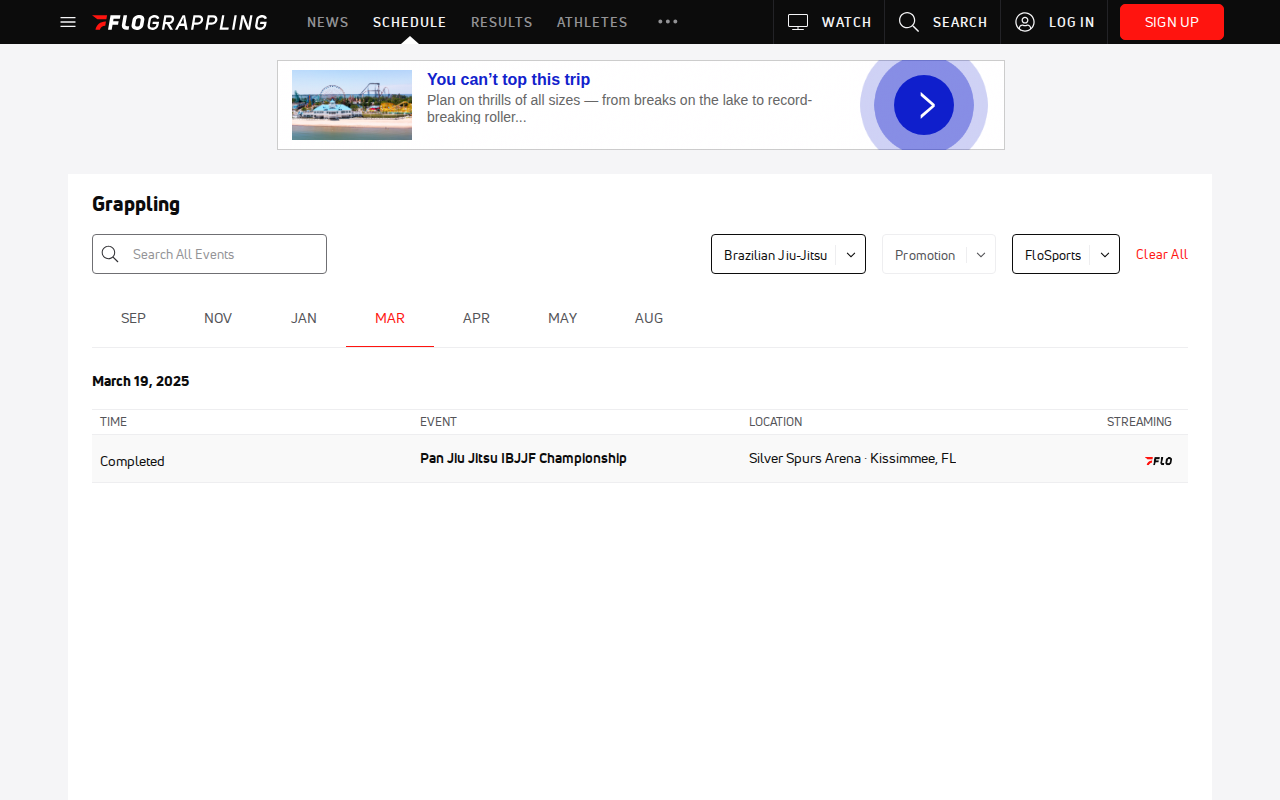 FLOGRAPPLING NEWS SCHEDULE RESULTS ATHLETES WATCH SEARCH LOG IN SIGN UP
You can't top this trip
Plan on thrills of all sizes — from breaks on the lake to record-
breaking roller...
Grappling
Search All Events Brazilian Jiu-Jitsu Promotion FloSports Clear All
SEP NOV JAN MAR APR MAY AUG
March 19, 2025
TIME EVENT LOCATION STREAMING
Completed Pan Jiu Jitsu IBJJF Championship Silver Spurs Arena · Kissimmee, FL FLO